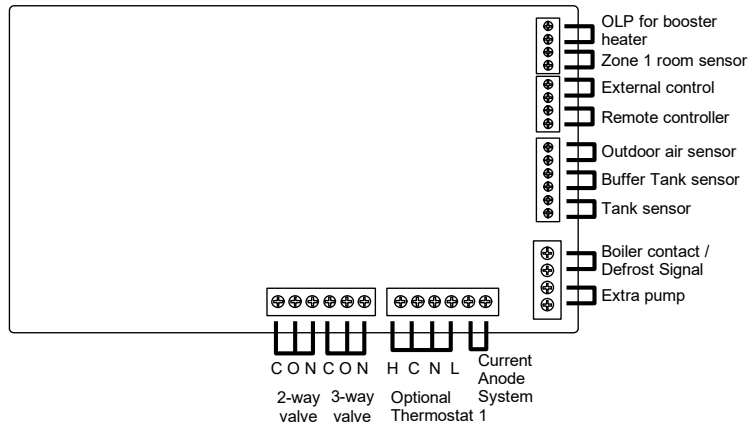 OLP for booster
heater
Zone 1 room sensor
External control
Remote controller
Outdoor air sensor
Buffer Tank sensor
Tank sensor
Boiler contact /
Defrost Signal
Extra pump
C O N C O N H C N L
2-way
valve
3-way
valve
Optional
Thermostat 1
Current
Anode
System